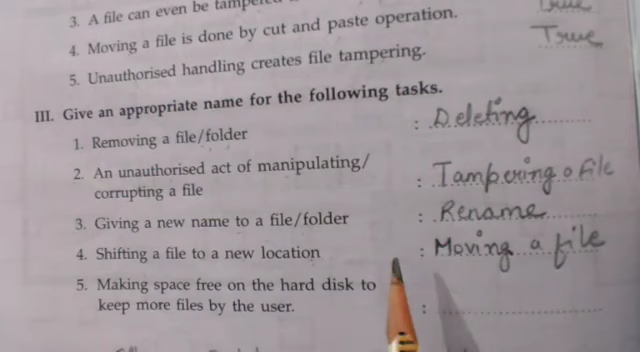 3. A file can even be
4. Moving a file is done by cut and paste operation.
True
5. Unauthorised handling creates file tampering.
III. Give an appropriate name for the following tasks.
1. Removing a file/folder : Deleting
2. An unauthorised act of manipulating/
corrupting a file : Tampering a file
3. Giving a new name to a file/folder : Rename
4. Shifting a file to a new location : Moving a file
5. Making space free on the hard disk to
keep more files by the user. :